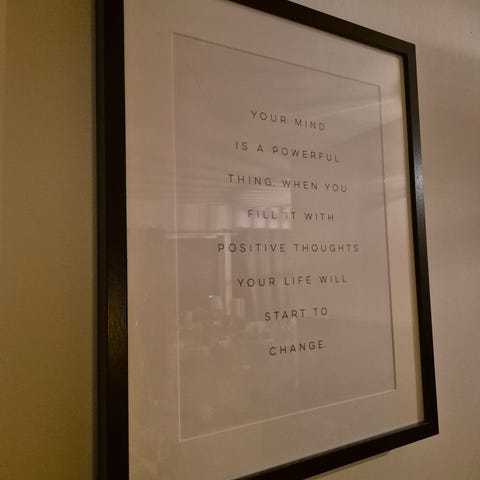 YOUR MIND
IS A POWERFUL
THING. WHEN YOU
FILL IT WITH
POSITIVE THOUGHTS
YOUR LIFE WILL
START TO
CHANGE.